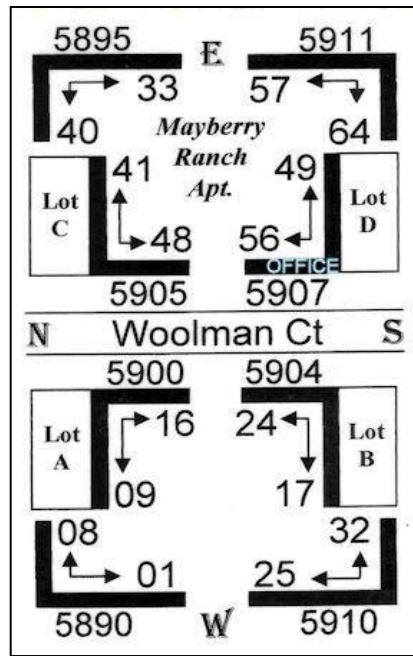 5895 E 5911
33 57
40 Mayberry 64
Ranch
Apt.
41 49
Lot C
Lot D
48 56
OFFICE
5905 5907
N Woolman Ct S
5900 5904
16 24
Lot A
Lot B
09 17
08 32
01 25
5890 W 5910